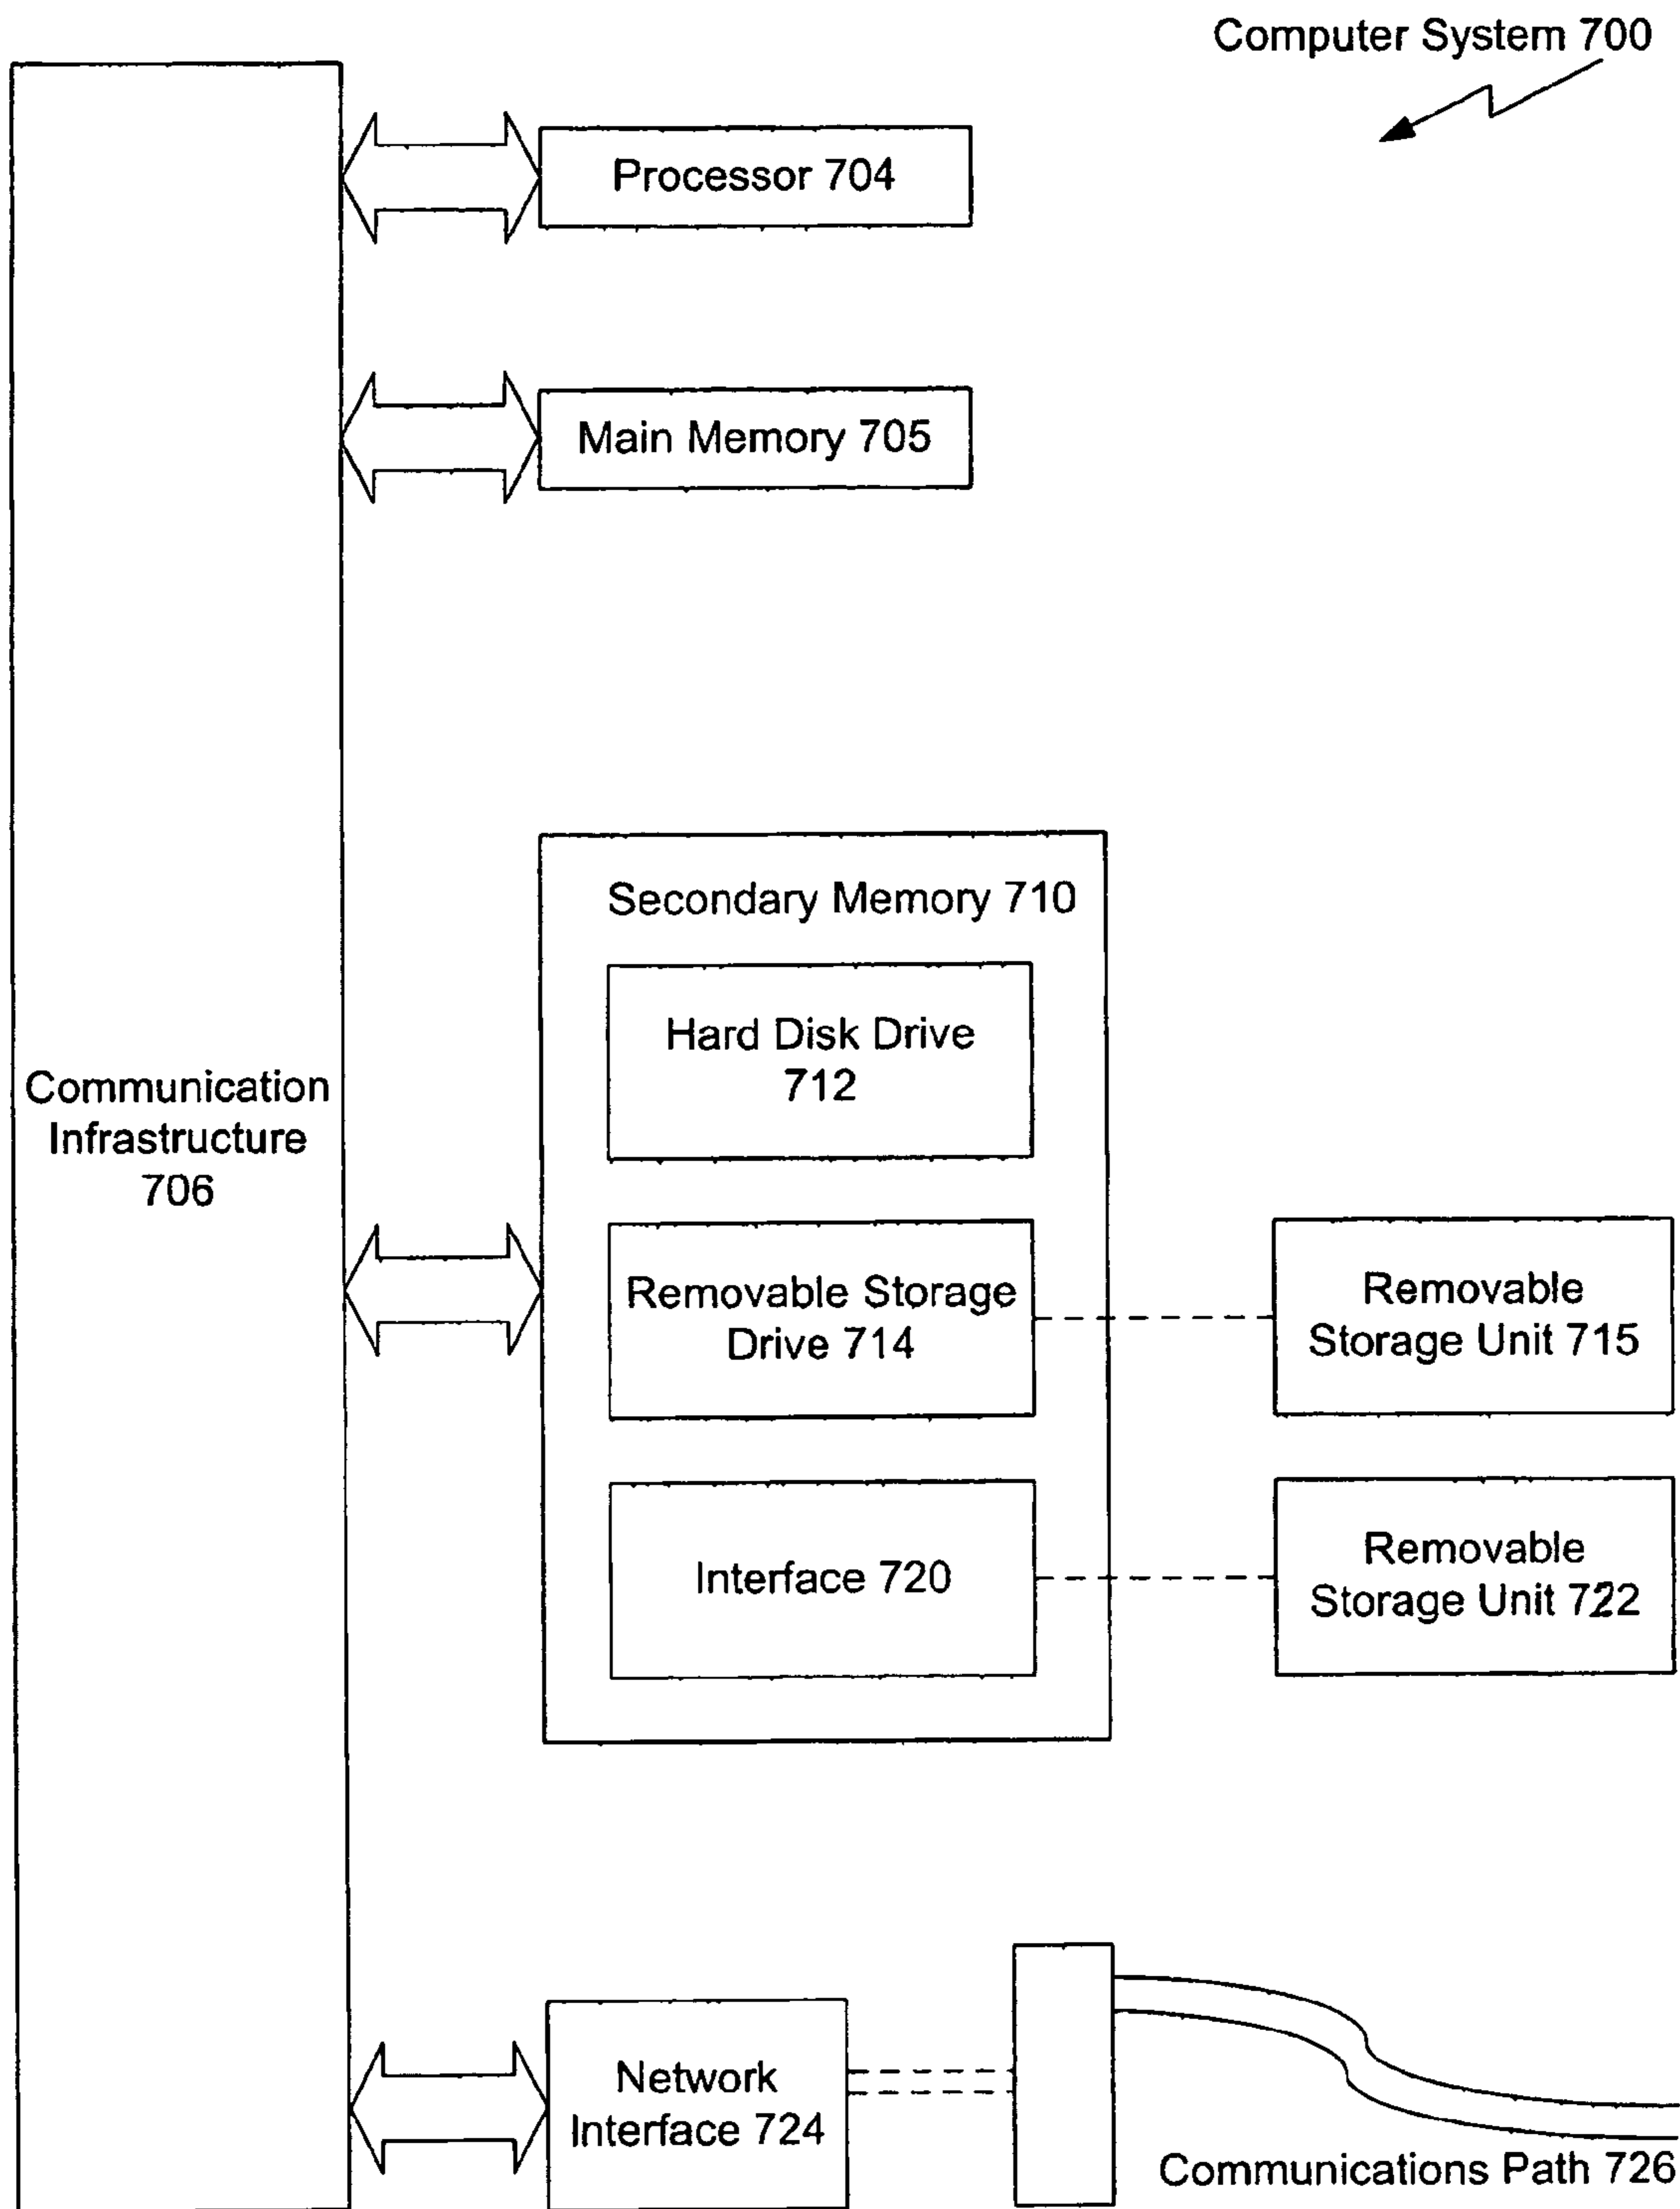 Computer System 700
Processor 704
Main Memory 705
Secondary Memory 710
Hard Disk Drive
712
Communication
Infrastructure
706
Removable Storage
Drive 714
Removable
Storage Unit 715
Interface 720
Removable
Storage Unit 722
Network
Interface 724
Communications Path 726